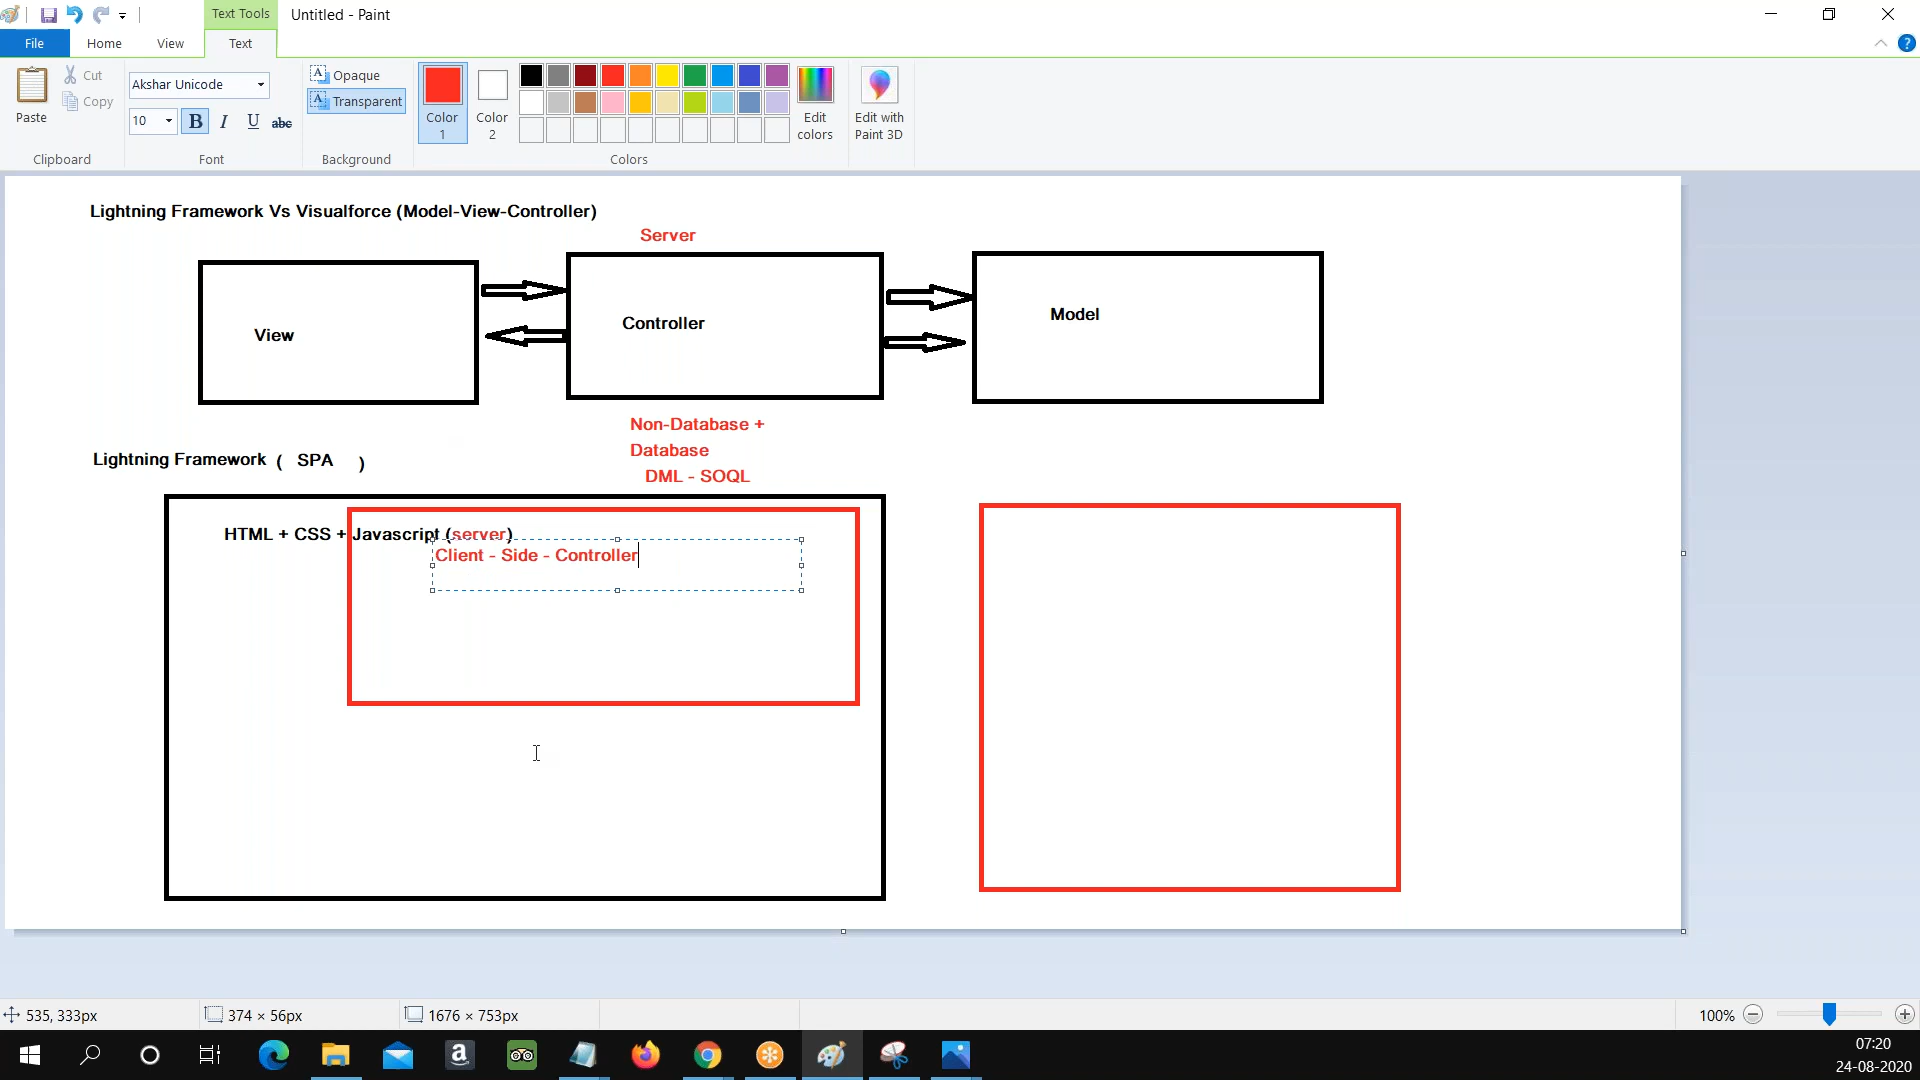 Text Tools
Untitled - Paint
File
Home
View
Text
Paste
Cut
Copy
Clipboard
Akshar Unicode
10
B I U abc
Font
Opaque
Transparent
Background
Color 1
Color 2
Edit colors
Colors
Edit with Paint 3D
Lightning Framework Vs Visualforce (Model-View-Controller)
Server
View
Controller
Model
Non-Database +
Database
DML - SOQL
Lightning Framework ( SPA )
HTML + CSS + Javascript (server)
Client - Side - Controller
535, 333px
374 × 56px
1676 × 753px
100%
07:20
24-08-2020